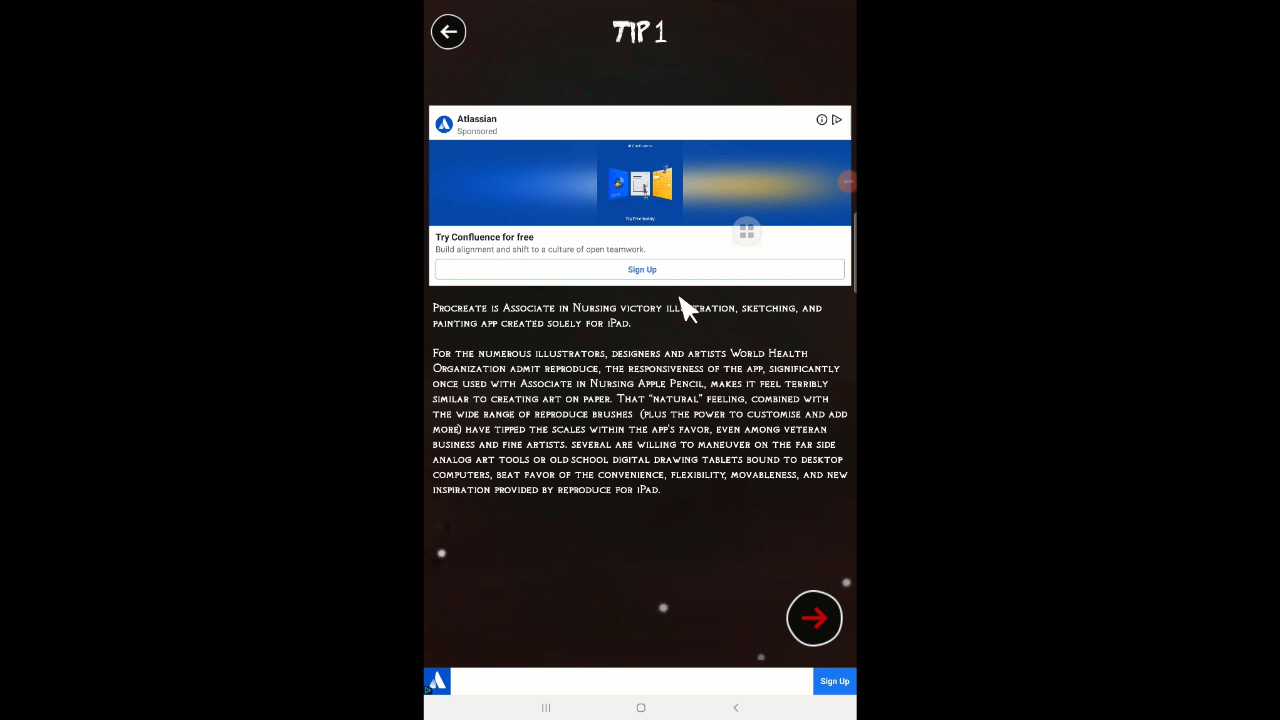 TIP 1
Atlassian
Sponsored
Confluence
Try Free Today
Try Confluence for free
Build alignment and shift to a culture of open teamwork.
Sign Up
Procreate is Associate in Nursing victory illustration, sketching, and
painting app created solely for iPad.
For the numerous illustrators, designers and artists World Health
Organization admit reproduce, the responsiveness of the app, significantly
once used with Associate in Nursing Apple Pencil, makes it feel terribly
similar to creating art on paper. That “natural” feeling, combined with
the wide range of reproduce brushes (plus the power to customise and add
more) have tipped the scales within the app's favor, even among veteran
business and fine artists. several are willing to maneuver on the far side
analog art tools or old-school digital drawing tablets bound to desktop
computers, beat favor of the convenience, flexibility, movableness, and new
inspiration provided by reproduce for iPad.
Sign Up